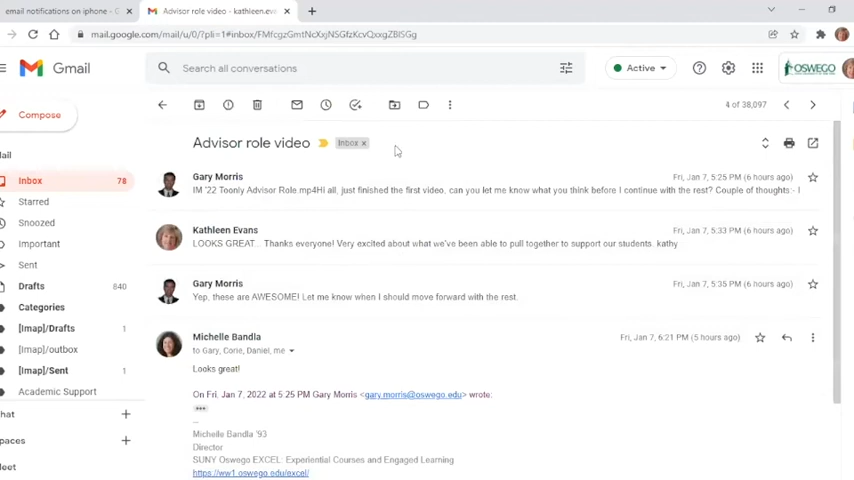 email notifications on iphone
Advisor role video - kathleen.ev
mail.google.com/mail/u/0/?pli=1#inbox/FMfcgzGmtNcXxjNSGfzKcvQxxgZBlSGg
Gmail
Search all conversations
Active
OSWEGO
Compose
4 of 38,097
ail
Inbox 78
Starred
Snoozed
Important
Sent
Drafts 840
Categories
[Imap]/Drafts 1
[Imap]/outbox
[Imap]/Sent 1
Academic Support
hat
paces
eet
Advisor role video
Inbox x
Gary Morris
Fri, Jan 7, 5:25 PM (6 hours ago)
IM '22 Toonly Advisor Role.mp4Hi all, just finished the first video, can you let me know what you think before I continue with the rest? Couple of thoughts:- I
Kathleen Evans
Fri, Jan 7, 5:33 PM (6 hours ago)
LOOKS GREAT... Thanks everyone! Very excited about what we've been able to pull together to support our students. kathy
Gary Morris
Fri, Jan 7, 5:35 PM (6 hours ago)
Yep, these are AWESOME! Let me know when I should move forward with the rest.
Michelle Bandla
Fri, Jan 7, 6:21 PM (5 hours ago)
to Gary, Corie, Daniel, me
Looks great!
On Fri, Jan 7, 2022 at 5:25 PM Gary Morris <gary.morris@oswego.edu> wrote:
--
Michelle Bandla '93
Director
SUNY Oswego EXCEL: Experiential Courses and Engaged Learning
https://ww1.oswego.edu/excel/